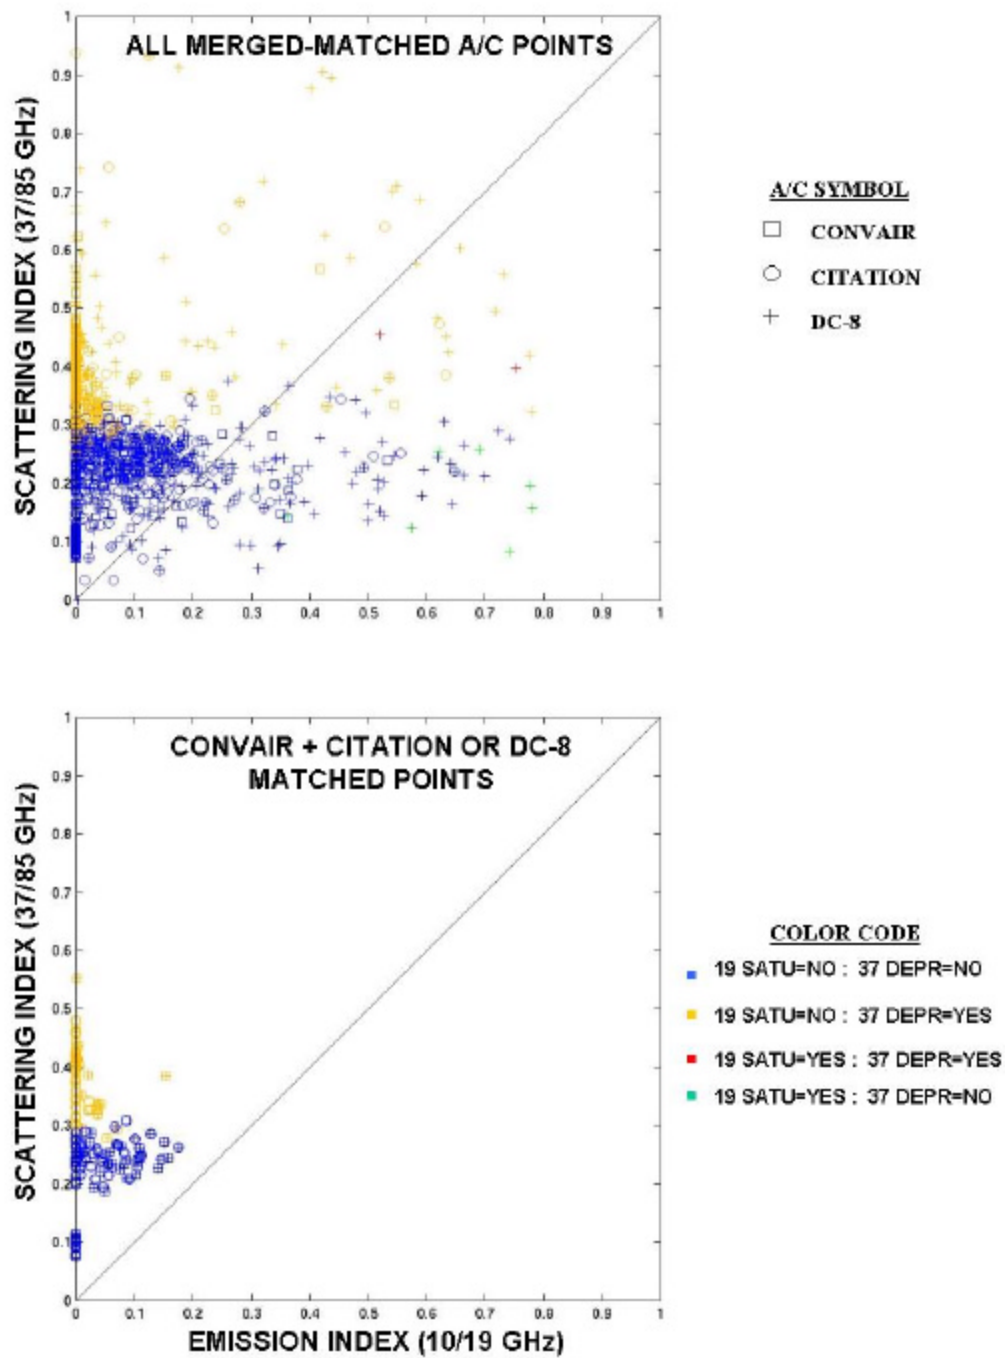 ALL MERGED-MATCHED A/C POINTS
SCATTERING INDEX (37/85 GHz)
1
0.9
0.8
0.7
0.6
0.5
0.4
0.3
0.2
0.1
0
0
0.1
0.2
0.3
0.4
0.5
0.6
0.7
0.8
0.9
1
A/C SYMBOL
CONVAIR
CITATION
DC-8
CONVAIR + CITATION OR DC-8
MATCHED POINTS
SCATTERING INDEX (37/85 GHz)
1
0.9
0.8
0.7
0.6
0.5
0.4
0.3
0.2
0.1
0
0
0.1
0.2
0.3
0.4
0.5
0.6
0.7
0.8
0.9
1
EMISSION INDEX (10/19 GHz)
COLOR CODE
19 SATU=NO : 37 DEPR=NO
19 SATU=NO : 37 DEPR=YES
19 SATU=YES : 37 DEPR=YES
19 SATU=YES : 37 DEPR=NO